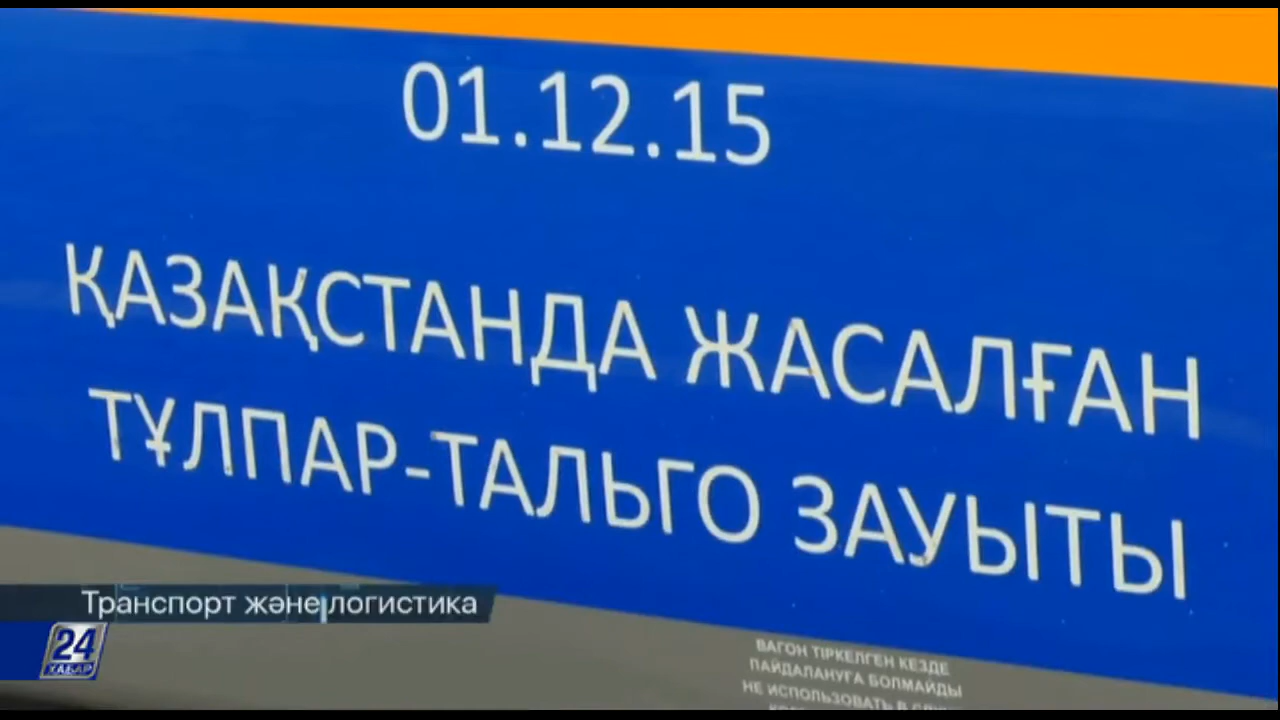 01.12.15
ҚАЗАҚСТАНДА ЖАСАЛҒАН
ТҰЛПАР-ТАЛЬГО ЗАУЫТЫ
Транспорт және логистика
24
ХАБАР
ВАГОН ТІРКЕЛГЕН КЕЗДЕ
ПАЙДАЛАНУҒА БОЛМАЙДЫ
НЕ ИСПОЛЬЗОВАТЬ В